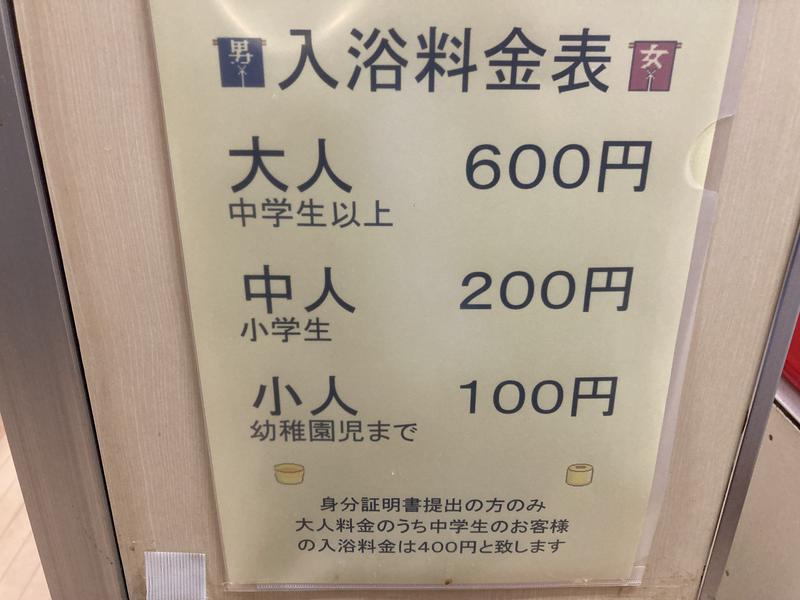 男 入浴料金表 女
大人 600円
中学生以上
中人 200円
小学生
小人 100円
幼稚園児まで
身分証明書提出の方のみ
大人料金のうち中学生のお客様
の入浴料金は400円と致します